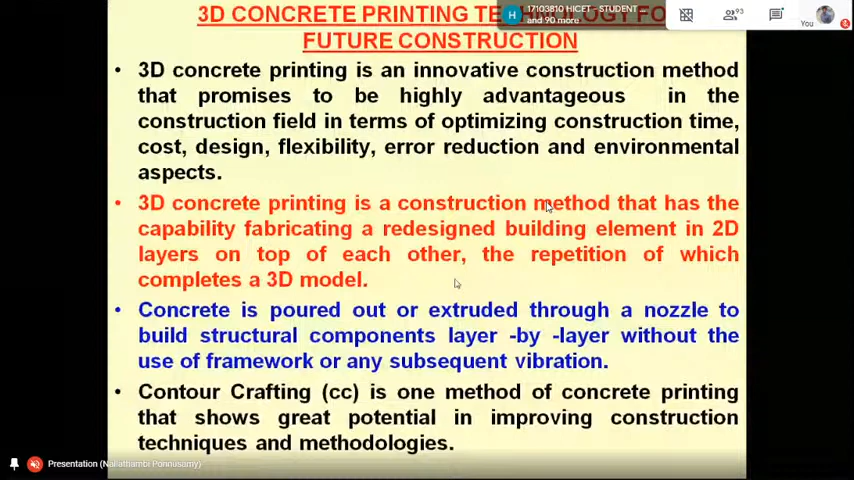 3D CONCRETE PRINTING TE
OLOGY FO
FUTURE CONSTRUCTION
17103810 HICET - STUDENT ...
and 90 more
93
You
• 3D concrete printing is an innovative construction method
that promises to be highly advantageous in the
construction field in terms of optimizing construction time,
cost, design, flexibility, error reduction and environmental
aspects.
• 3D concrete printing is a construction method that has the
capability fabricating a redesigned building element in 2D
layers on top of each other, the repetition of which
completes a 3D model.
• Concrete is poured out or extruded through a nozzle to
build structural components layer -by -layer without the
use of framework or any subsequent vibration.
• Contour Crafting (cc) is one method of concrete printing
that shows great potential in improving construction
techniques and methodologies.
Presentation (Nallathambi Ponnusamy)